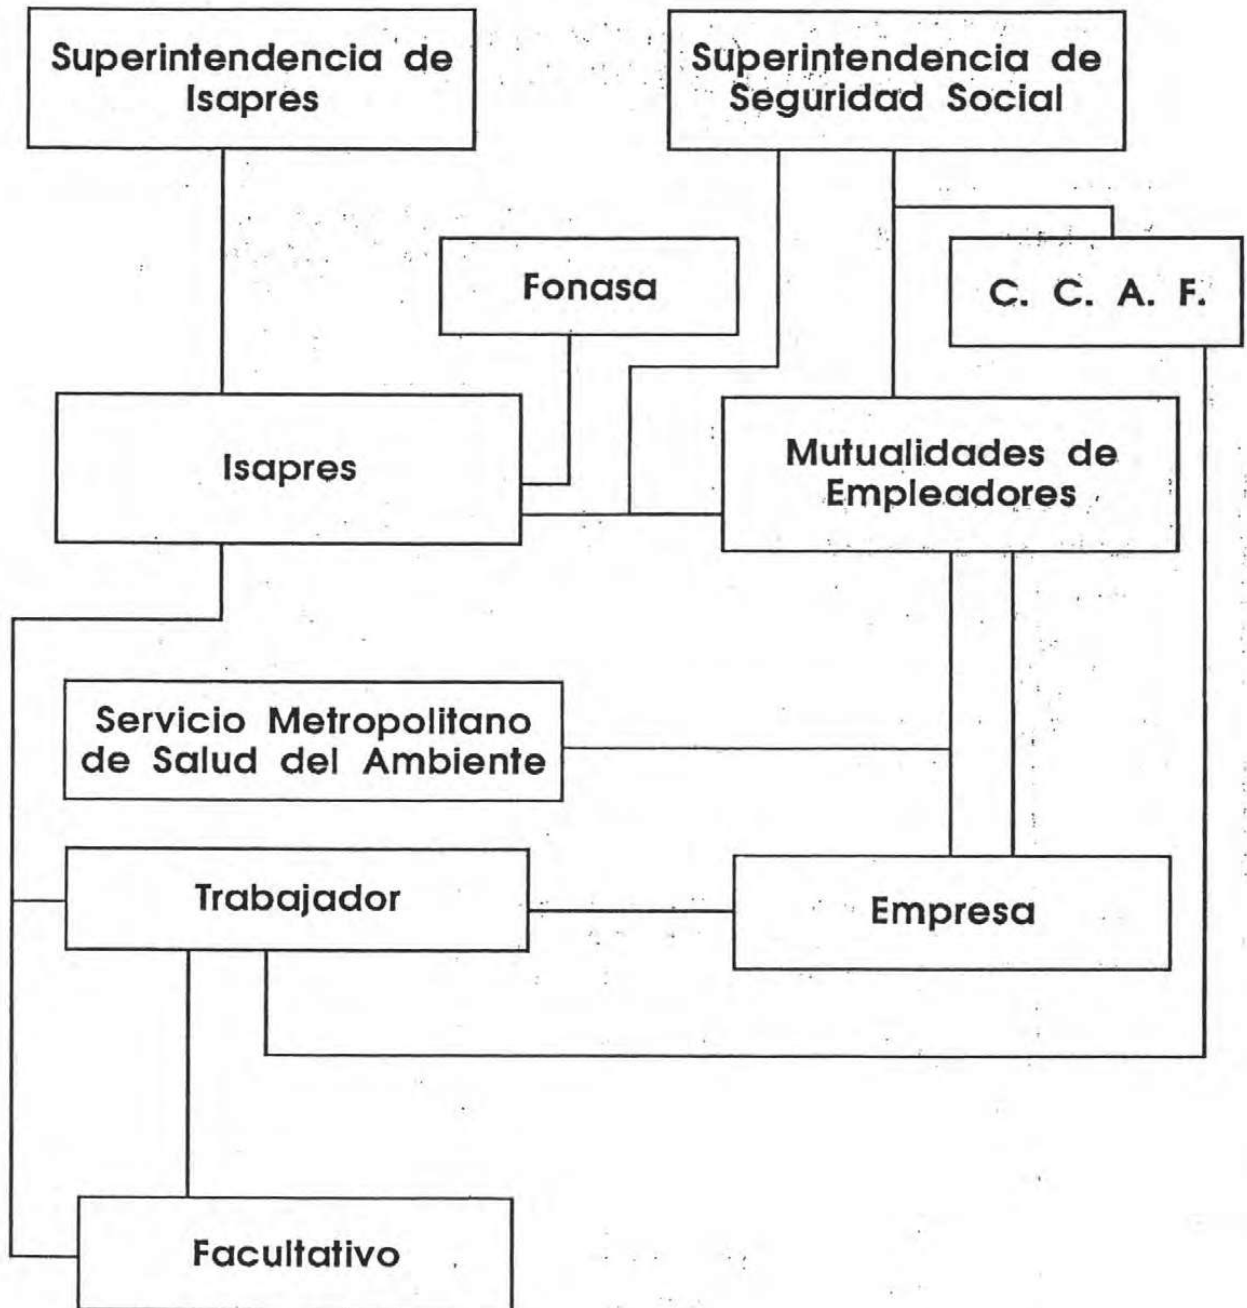 Superintendencia de
Isapres
Superintendencia de
Seguridad Social
Fonasa
C. C. A. F.
Isapres
Mutualidades de
Empleadores
Servicio Metropolitano
de Salud del Ambiente
Trabajador
Empresa
Facultativo